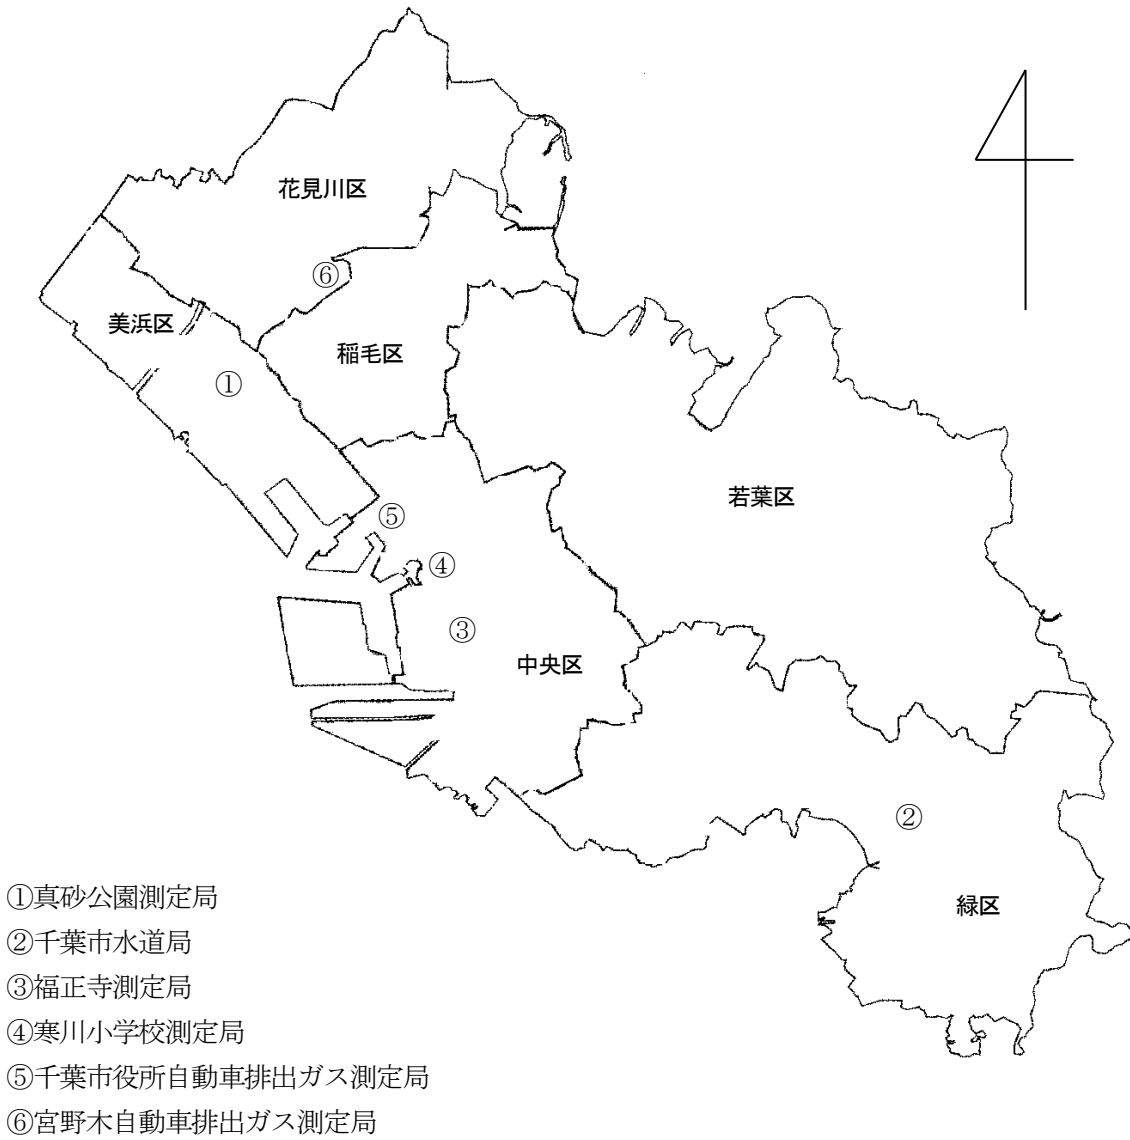 花見川区
⑥
美浜区
稲毛区
①
若葉区
⑤
④
③
中央区
②
緑区
①真砂公園測定局
②千葉市水道局
③福正寺測定局
④寒川小学校測定局
⑤千葉市役所自動車排出ガス測定局
⑥宮野木自動車排出ガス測定局